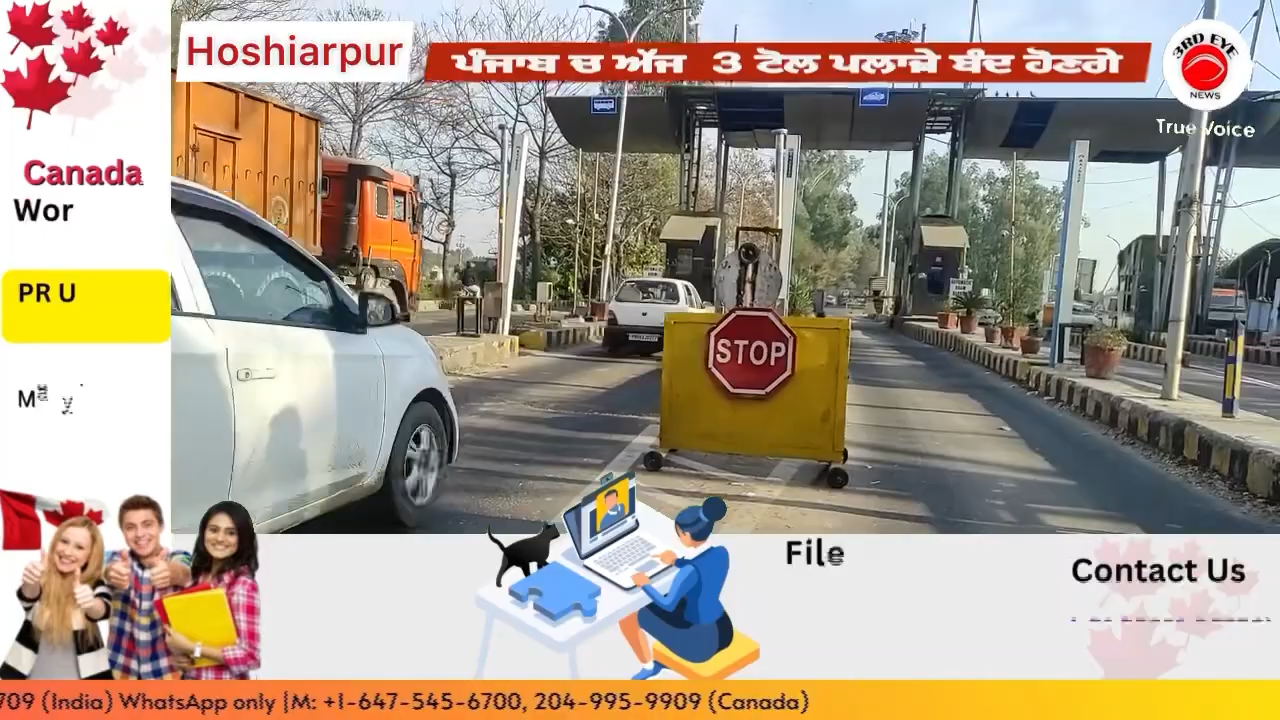 Hoshiarpur
ਪੰਜਾਬ ਚ ਅੱਜ 3 ਟੋਲ ਪਲਾਜ਼ੇ ਬੰਦ ਹੋਣਗੇ
3RD EYE
NEWS
True Voice
Canada
Wor
PR U
STOP
File
Contact Us
709 (India) WhatsApp only |M: +1-647-545-6700, 204-995-9909 (Canada)